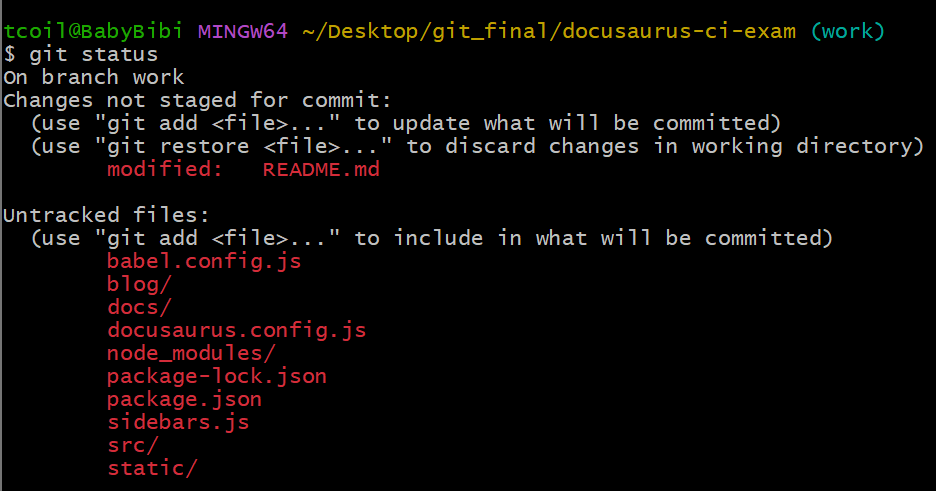 tcoil@BabyBibi MINGW64 ~/Desktop/git_final/docusaurus-ci-exam (work)
$ git status
On branch work
Changes not staged for commit:
  (use "git add <file>..." to update what will be committed)
  (use "git restore <file>..." to discard changes in working directory)
        modified:   README.md

Untracked files:
  (use "git add <file>..." to include in what will be committed)
        babel.config.js
        blog/
        docs/
        docusaurus.config.js
        node_modules/
        package-lock.json
        package.json
        sidebars.js
        src/
        static/